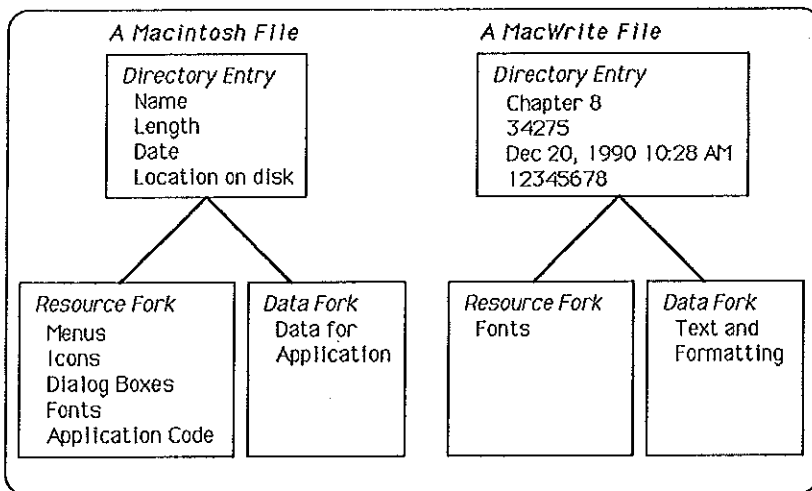 A Macintosh File
Directory Entry
Name
Length
Date
Location on disk
Resource Fork
Menus
Icons
Dialog Boxes
Fonts
Application Code
Data Fork
Data for
Application
A MacWrite File
Directory Entry
Chapter 8
34275
Dec 20, 1990 10:28 AM
12345678
Resource Fork
Fonts
Data Fork
Text and
Formatting